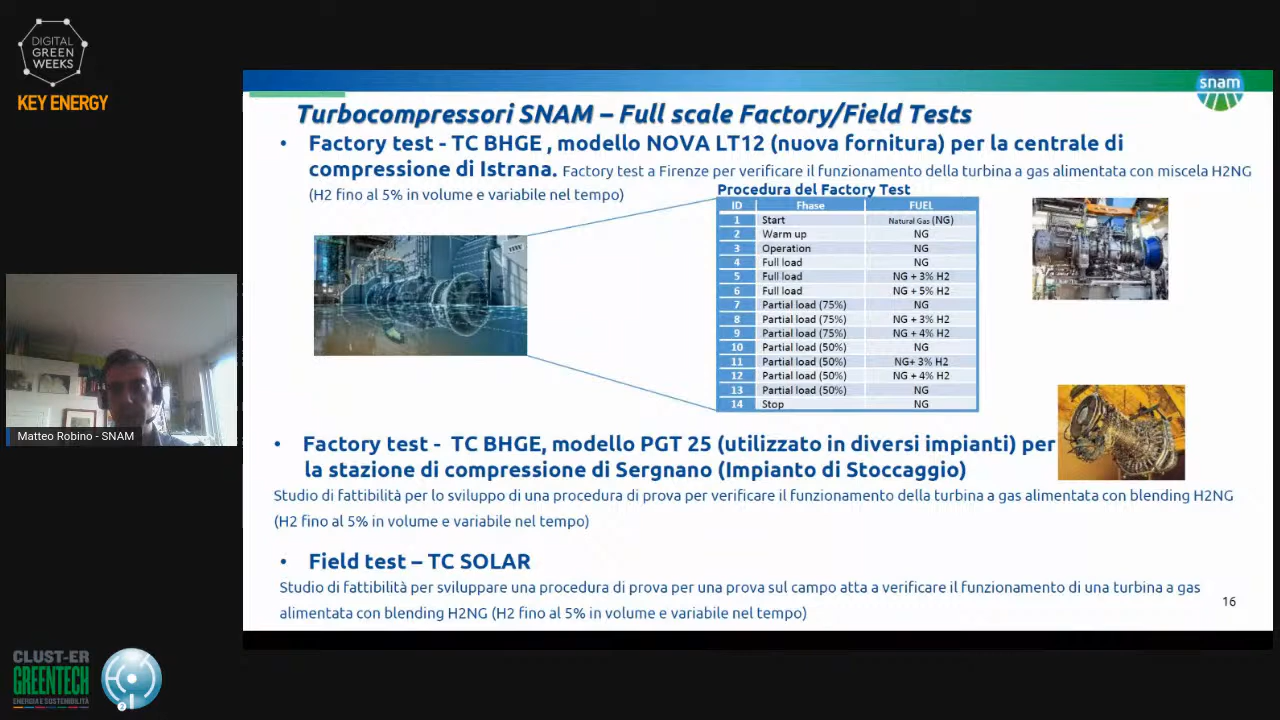 DIGITAL
GREEN
WEEKS
KEY ENERGY
snam
Turbocompressori SNAM – Full scale Factory/Field Tests
• Factory test - TC BHGE , modello NOVA LT12 (nuova fornitura) per la centrale di
compressione di Istrana. Factory test a Firenze per verificare il funzionamento della turbina a gas alimentata con miscela H2NG
(H2 fino al 5% in volume e variabile nel tempo)
Procedura del Factory Test
ID Fhase FUEL
1 Start Natural Gas (NG)
2 Warm up NG
3 Operation NG
4 Full load NG
5 Full load NG + 3% H2
6 Full load NG + 5% H2
7 Partial load (75%) NG
8 Partial load (75%) NG + 3% H2
9 Partial load (75%) NG + 4% H2
10 Partial load (50%) NG
11 Partial load (50%) NG+ 3% H2
12 Partial load (50%) NG + 4% H2
13 Partial load (50%) NG
14 Stop NG
Matteo Robino - SNAM
• Factory test - TC BHGE, modello PGT 25 (utilizzato in diversi impianti) per
la stazione di compressione di Sergnano (Impianto di Stoccaggio)
Studio di fattibilità per lo sviluppo di una procedura di prova per verificare il funzionamento della turbina a gas alimentata con blending H2NG
(H2 fino al 5% in volume e variabile nel tempo)
• Field test – TC SOLAR
Studio di fattibilità per sviluppare una procedura di prova per una prova sul campo atta a verificare il funzionamento di una turbina a gas
alimentata con blending H2NG (H2 fino al 5% in volume e variabile nel tempo)
16
CLUST-ER
GREENTECH
ENERGIA E SOSTENIBILITÀ
2